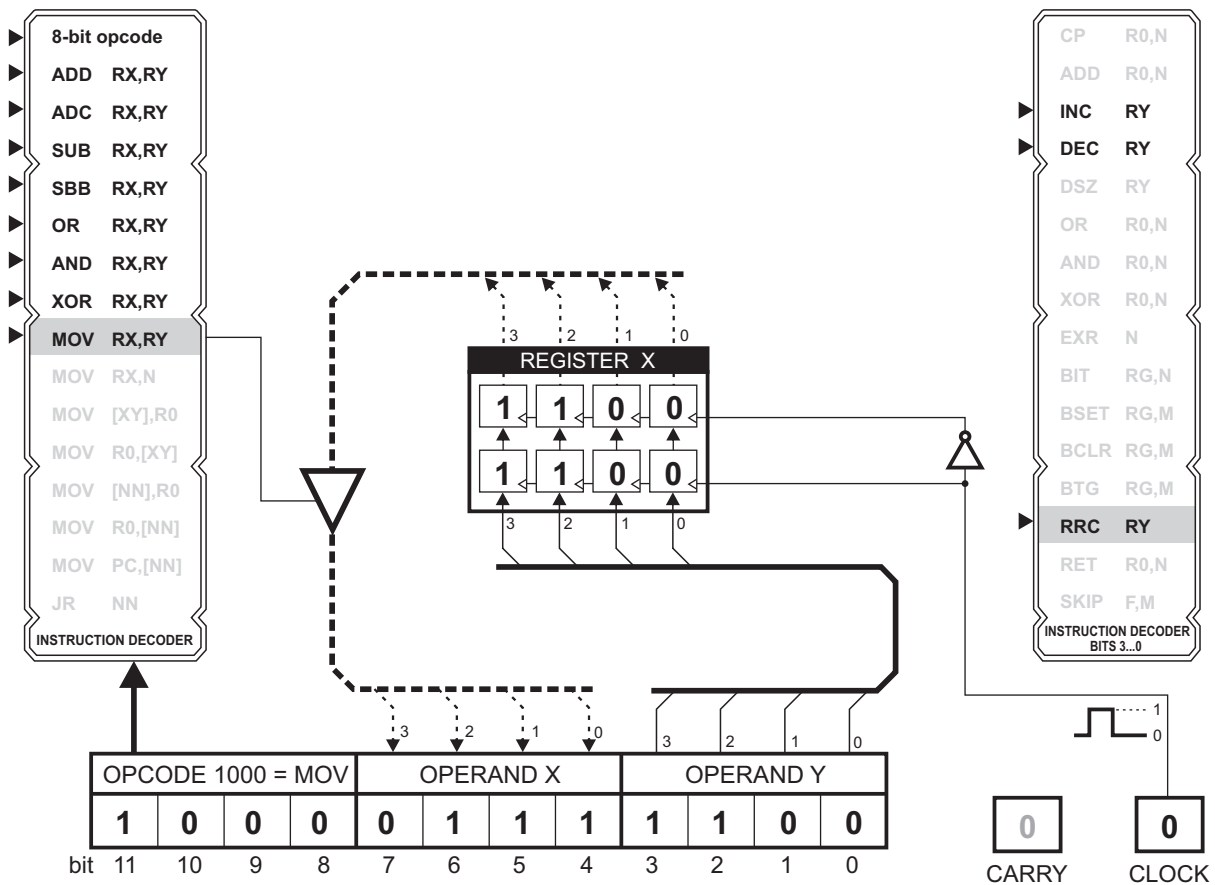 8-bit opcode
ADD RX,RY
ADC RX,RY
SUB RX,RY
SBB RX,RY
OR RX,RY
AND RX,RY
XOR RX,RY
MOV RX,RY
MOV RX,N
MOV [XY],R0
MOV R0,[XY]
MOV [NN],R0
MOV R0,[NN]
MOV PC,[NN]
JR NN
INSTRUCTION DECODER
CP R0,N
ADD R0,N
INC RY
DEC RY
DSZ RY
OR R0,N
AND R0,N
XOR R0,N
EXR N
BIT RG,N
BSET RG,M
BCLR RG,M
BTG RG,M
RRC RY
RET R0,N
SKIP F,M
INSTRUCTION DECODER
BITS 3...0
3 2 1 0
REGISTER X
1 1 0 0
1 1 0 0
3 2 1 0
1
0
3 2 1 0 3 2 1 0
OPCODE 1000 = MOV OPERAND X OPERAND Y
1 0 0 0 0 1 1 1 1 1 0 0
bit 11 10 9 8 7 6 5 4 3 2 1 0
0 0
CARRY CLOCK